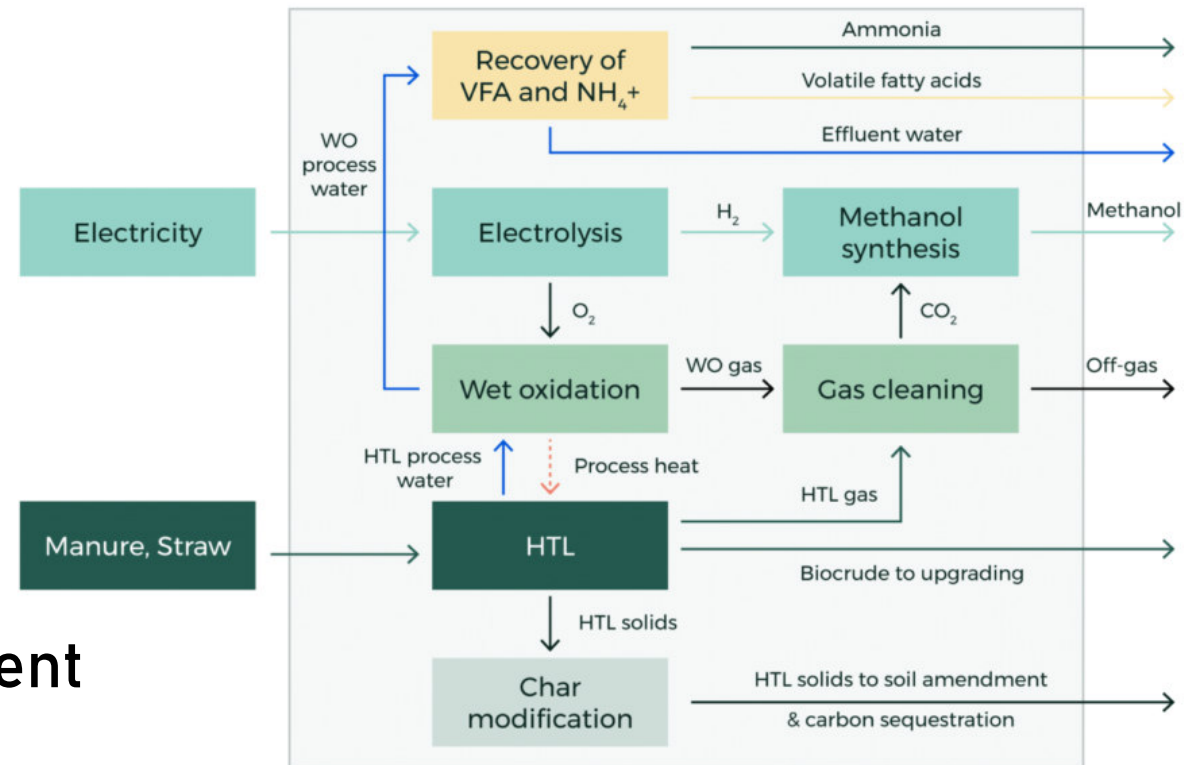 Ammonia
Recovery of
VFA and NH₄+
Volatile fatty acids
Effluent water
WO
process
water
Electricity
Electrolysis
H₂
Methanol
synthesis
Methanol
O₂
CO₂
Wet oxidation
WO gas
Gas cleaning
Off-gas
HTL process
water
Process heat
HTL gas
Manure, Straw
HTL
Biocrude to upgrading
HTL solids
ent
Char
modification
HTL solids to soil amendment
& carbon sequestration